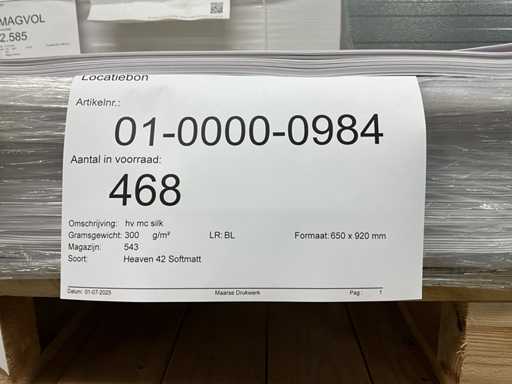 MAGVOL
2.585
Locatiebon
Artikelnr.:
01-0000-0984
Aantal in voorraad:
468
Omschrijving: hv mc silk
Gramsgewicht: 300 g/m² LR: BL Formaat: 650 x 920 mm
Magazijn: 543
Soort: Heaven 42 Softmatt
Datum: 01-07-2025 Maarse Drukwerk Pag : 1